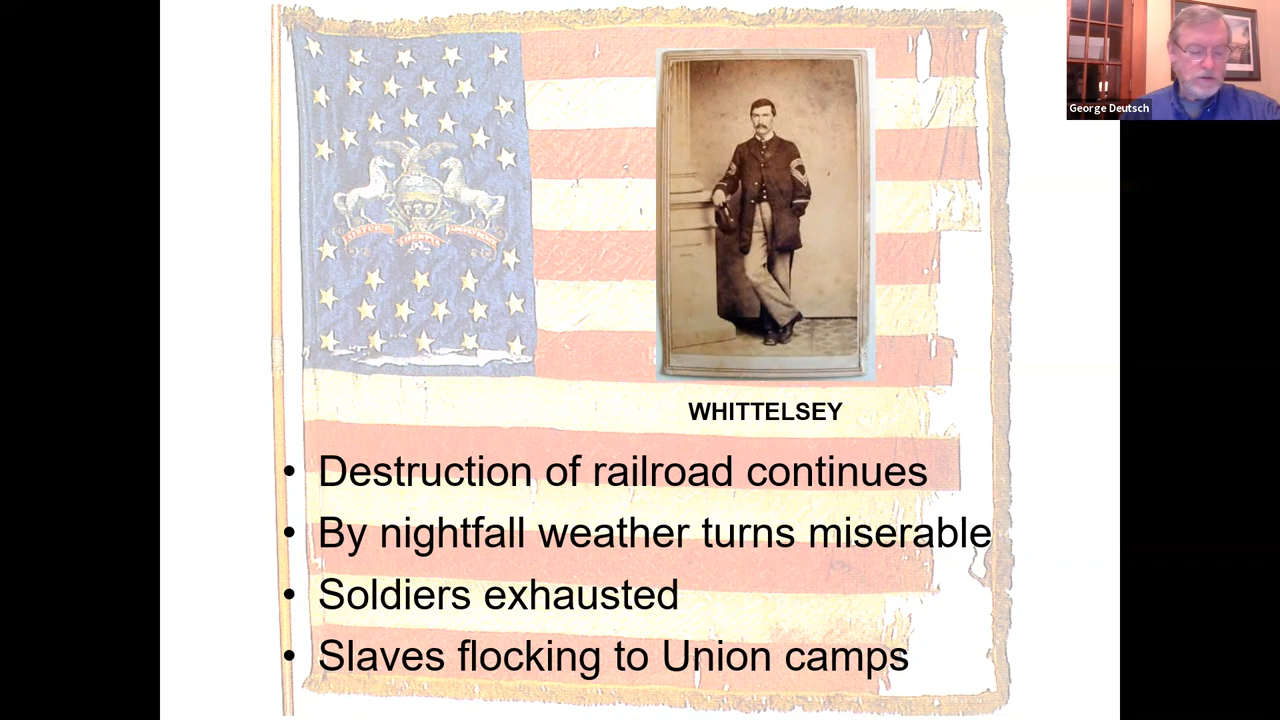 George Deutsch
WHITTELSEY
• Destruction of railroad continues
• By nightfall weather turns miserable
• Soldiers exhausted
• Slaves flocking to Union camps